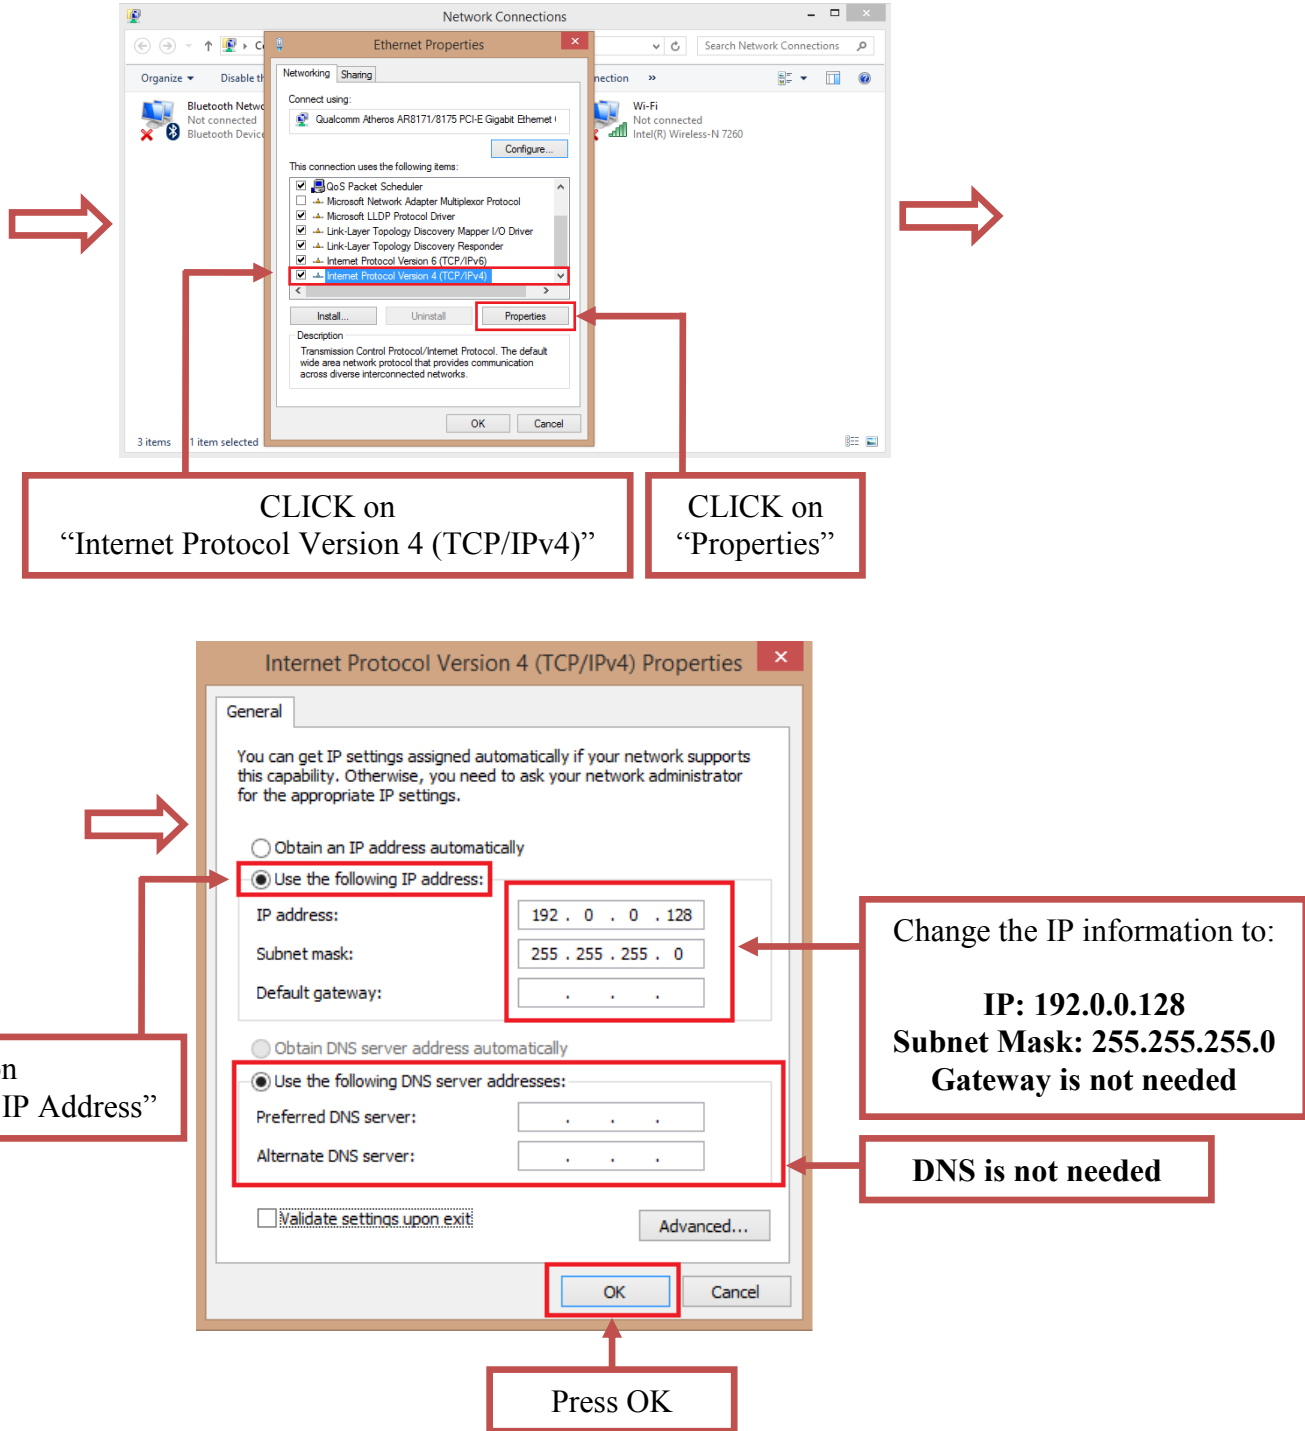 Network Connections
Ethernet Properties
Search Network Connections
Organize
Networking
Sharing
Connect using:
Qualcomm Atheros AR8171/8175 PCI-E Gigabit Ethernet
Bluetooth
Not connected
Bluetooth Device
Wi-Fi
Not connected
Intel(R) Wireless-N 7260
Configure...
This connection uses the following items:
QoS Packet Scheduler
Microsoft Network Adapter Multiplexor Protocol
Microsoft LLDP Protocol Driver
Link-Layer Topology Discovery Mapper I/O Driver
Link-Layer Topology Discovery Responder
Internet Protocol Version 6 (TCP/IPv6)
Internet Protocol Version 4 (TCP/IPv4)
Install...
Uninstall
Properties
Description
Transmission Control Protocol/Internet Protocol. The default
wide area network protocol that provides communication
across diverse interconnected networks.
OK
Cancel
3 items
1 item selected
CLICK on
“Internet Protocol Version 4 (TCP/IPv4)”
CLICK on
“Properties”
Internet Protocol Version 4 (TCP/IPv4) Properties
General
You can get IP settings assigned automatically if your network supports
this capability. Otherwise, you need to ask your network administrator
for the appropriate IP settings.
Obtain an IP address automatically
Use the following IP address:
IP address:
192 . 0 . 0 . 128
Subnet mask:
255 . 255 . 255 . 0
Default gateway:
. . .
Change the IP information to:
IP: 192.0.0.128
Subnet Mask: 255.255.255.0
Gateway is not needed
IP Address”
Obtain DNS server address automatically
Use the following DNS server addresses:
Preferred DNS server:
. . .
Alternate DNS server:
. . .
DNS is not needed
Validate settings upon exit
Advanced...
OK
Cancel
Press OK